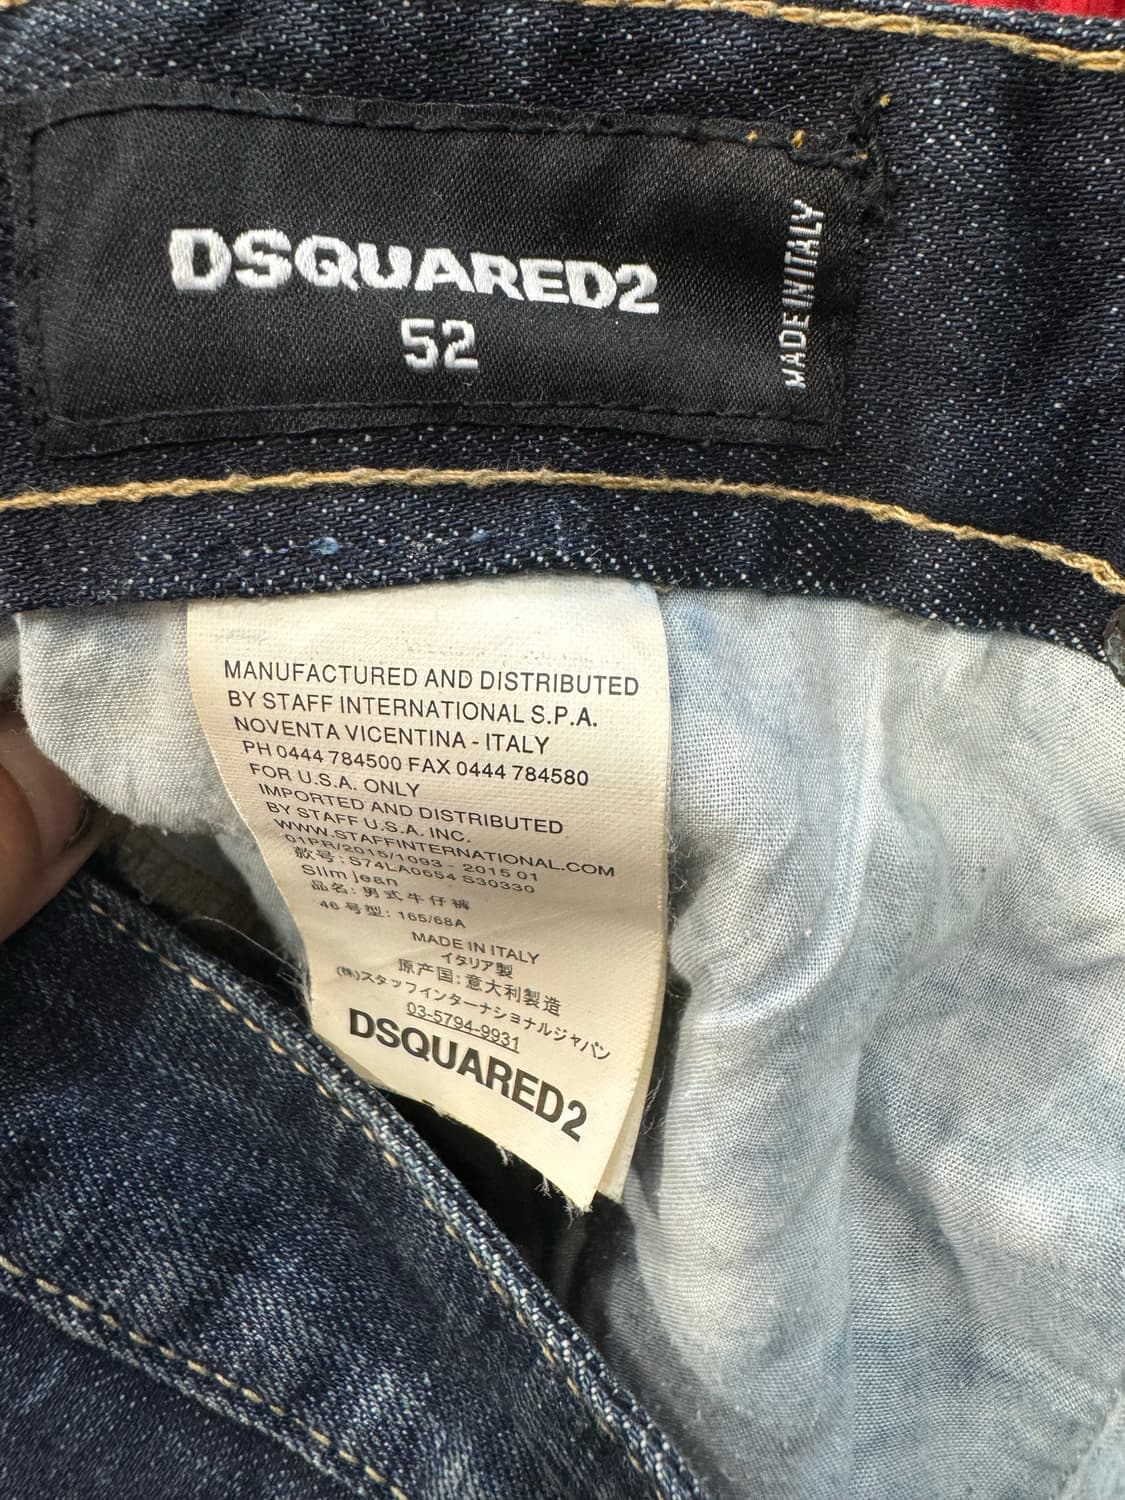 DSQUARED2
52
MADE IN ITALY
MANUFACTURED AND DISTRIBUTED
BY STAFF INTERNATIONAL S.P.A.
NOVENTA VICENTINA - ITALY
PH 0444 784500 FAX 0444 784580
FOR U.S.A. ONLY
IMPORTED AND DISTRIBUTED
BY STAFF U.S.A. INC.
WWW.STAFFINTERNATIONAL.COM
01PR/2015/1093 - 2015 01
款号: S74LA0654 S30330
Slim jean
品名: 男式牛仔裤
46 号型: 165/68A
MADE IN ITALY
イタリア製
原产国: 意大利製造
(株)スタッフインターナショナルジャパン
03-5794-9931
DSQUARED2